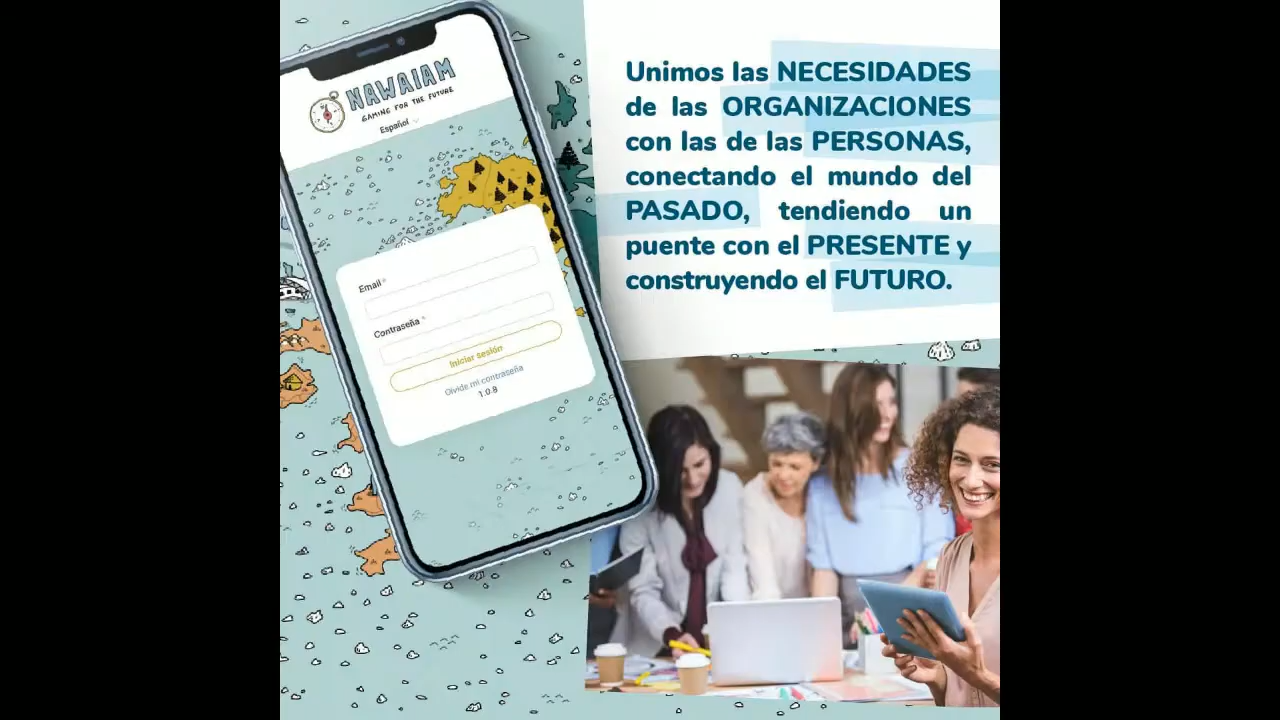 NAWAIAM
GAMING FOR THE FUTURE
Español
Email *
Contraseña *
Iniciar sesión
Olvide mi contraseña
1.0.8
Unimos las NECESIDADES
de las ORGANIZACIONES
con las de las PERSONAS,
conectando el mundo del
PASADO, tendiendo un
puente con el PRESENTE y
construyendo el FUTURO.